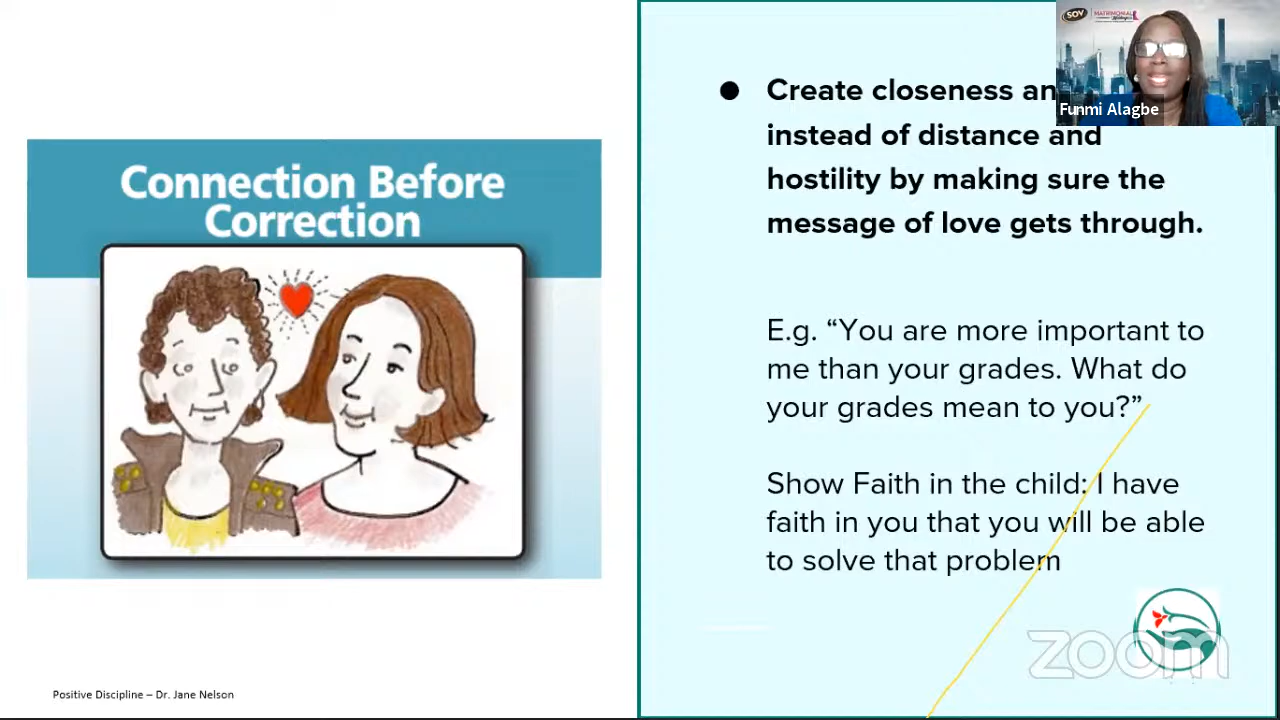 Connection Before
Correction
Positive Discipline – Dr. Jane Nelson
● Create closeness
instead of distance and
hostility by making sure the
message of love gets through.
E.g. “You are more important to
me than your grades. What do
your grades mean to you?”
Show Faith in the child: I have
faith in you that you will be able
to solve that problem
SOV
MATRIMONIAL
Funmi Alagbe
zoom